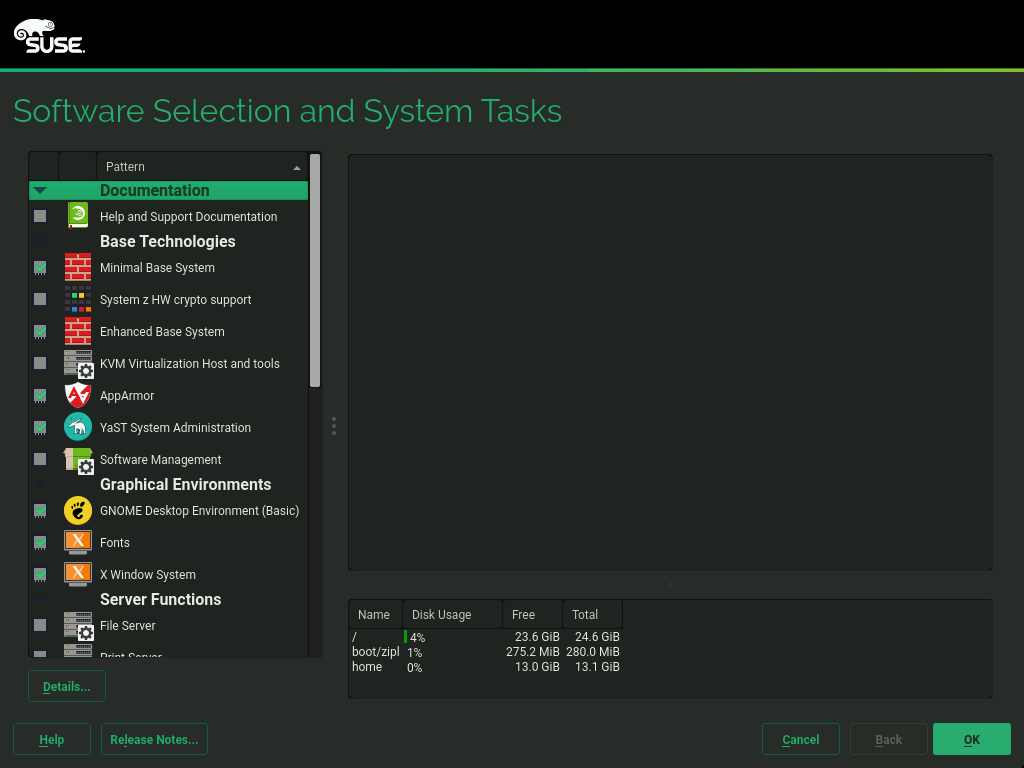 SUSE
Software Selection and System Tasks
Pattern
Documentation
Help and Support Documentation
Base Technologies
Minimal Base System
System z HW crypto support
Enhanced Base System
KVM Virtualization Host and tools
AppArmor
YaST System Administration
Software Management
Graphical Environments
GNOME Desktop Environment (Basic)
Fonts
X Window System
Server Functions
File Server
Print Server
Details...
Name Disk Usage Free Total
/ 4% 23.6 GiB 24.6 GiB
boot/zipl 1% 275.2 MiB 280.0 MiB
home 0% 13.0 GiB 13.1 GiB
Help Release Notes... Cancel Back OK